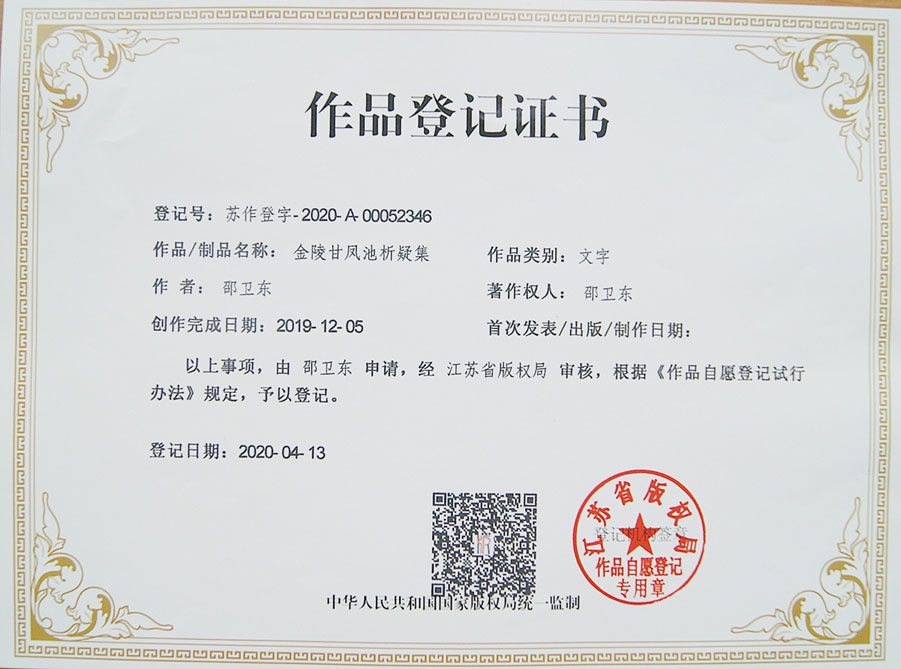 作品登记证书
登记号：苏作登字-2020-A-00052346
作品/制品名称：金陵甘凤池析疑集 作品类别：文字
作 者：邵卫东 著作权人：邵卫东
创作完成日期：2019-12-05 首次发表/出版/制作日期：
以上事项，由 邵卫东 申请，经 江苏省版权局 审核，根据《作品自愿登记试行
办法》规定，予以登记。
登记日期：2020-04-13
江苏省版权局
登记机构签章
作品自愿登记
专用章
中华人民共和国国家版权局统一监制